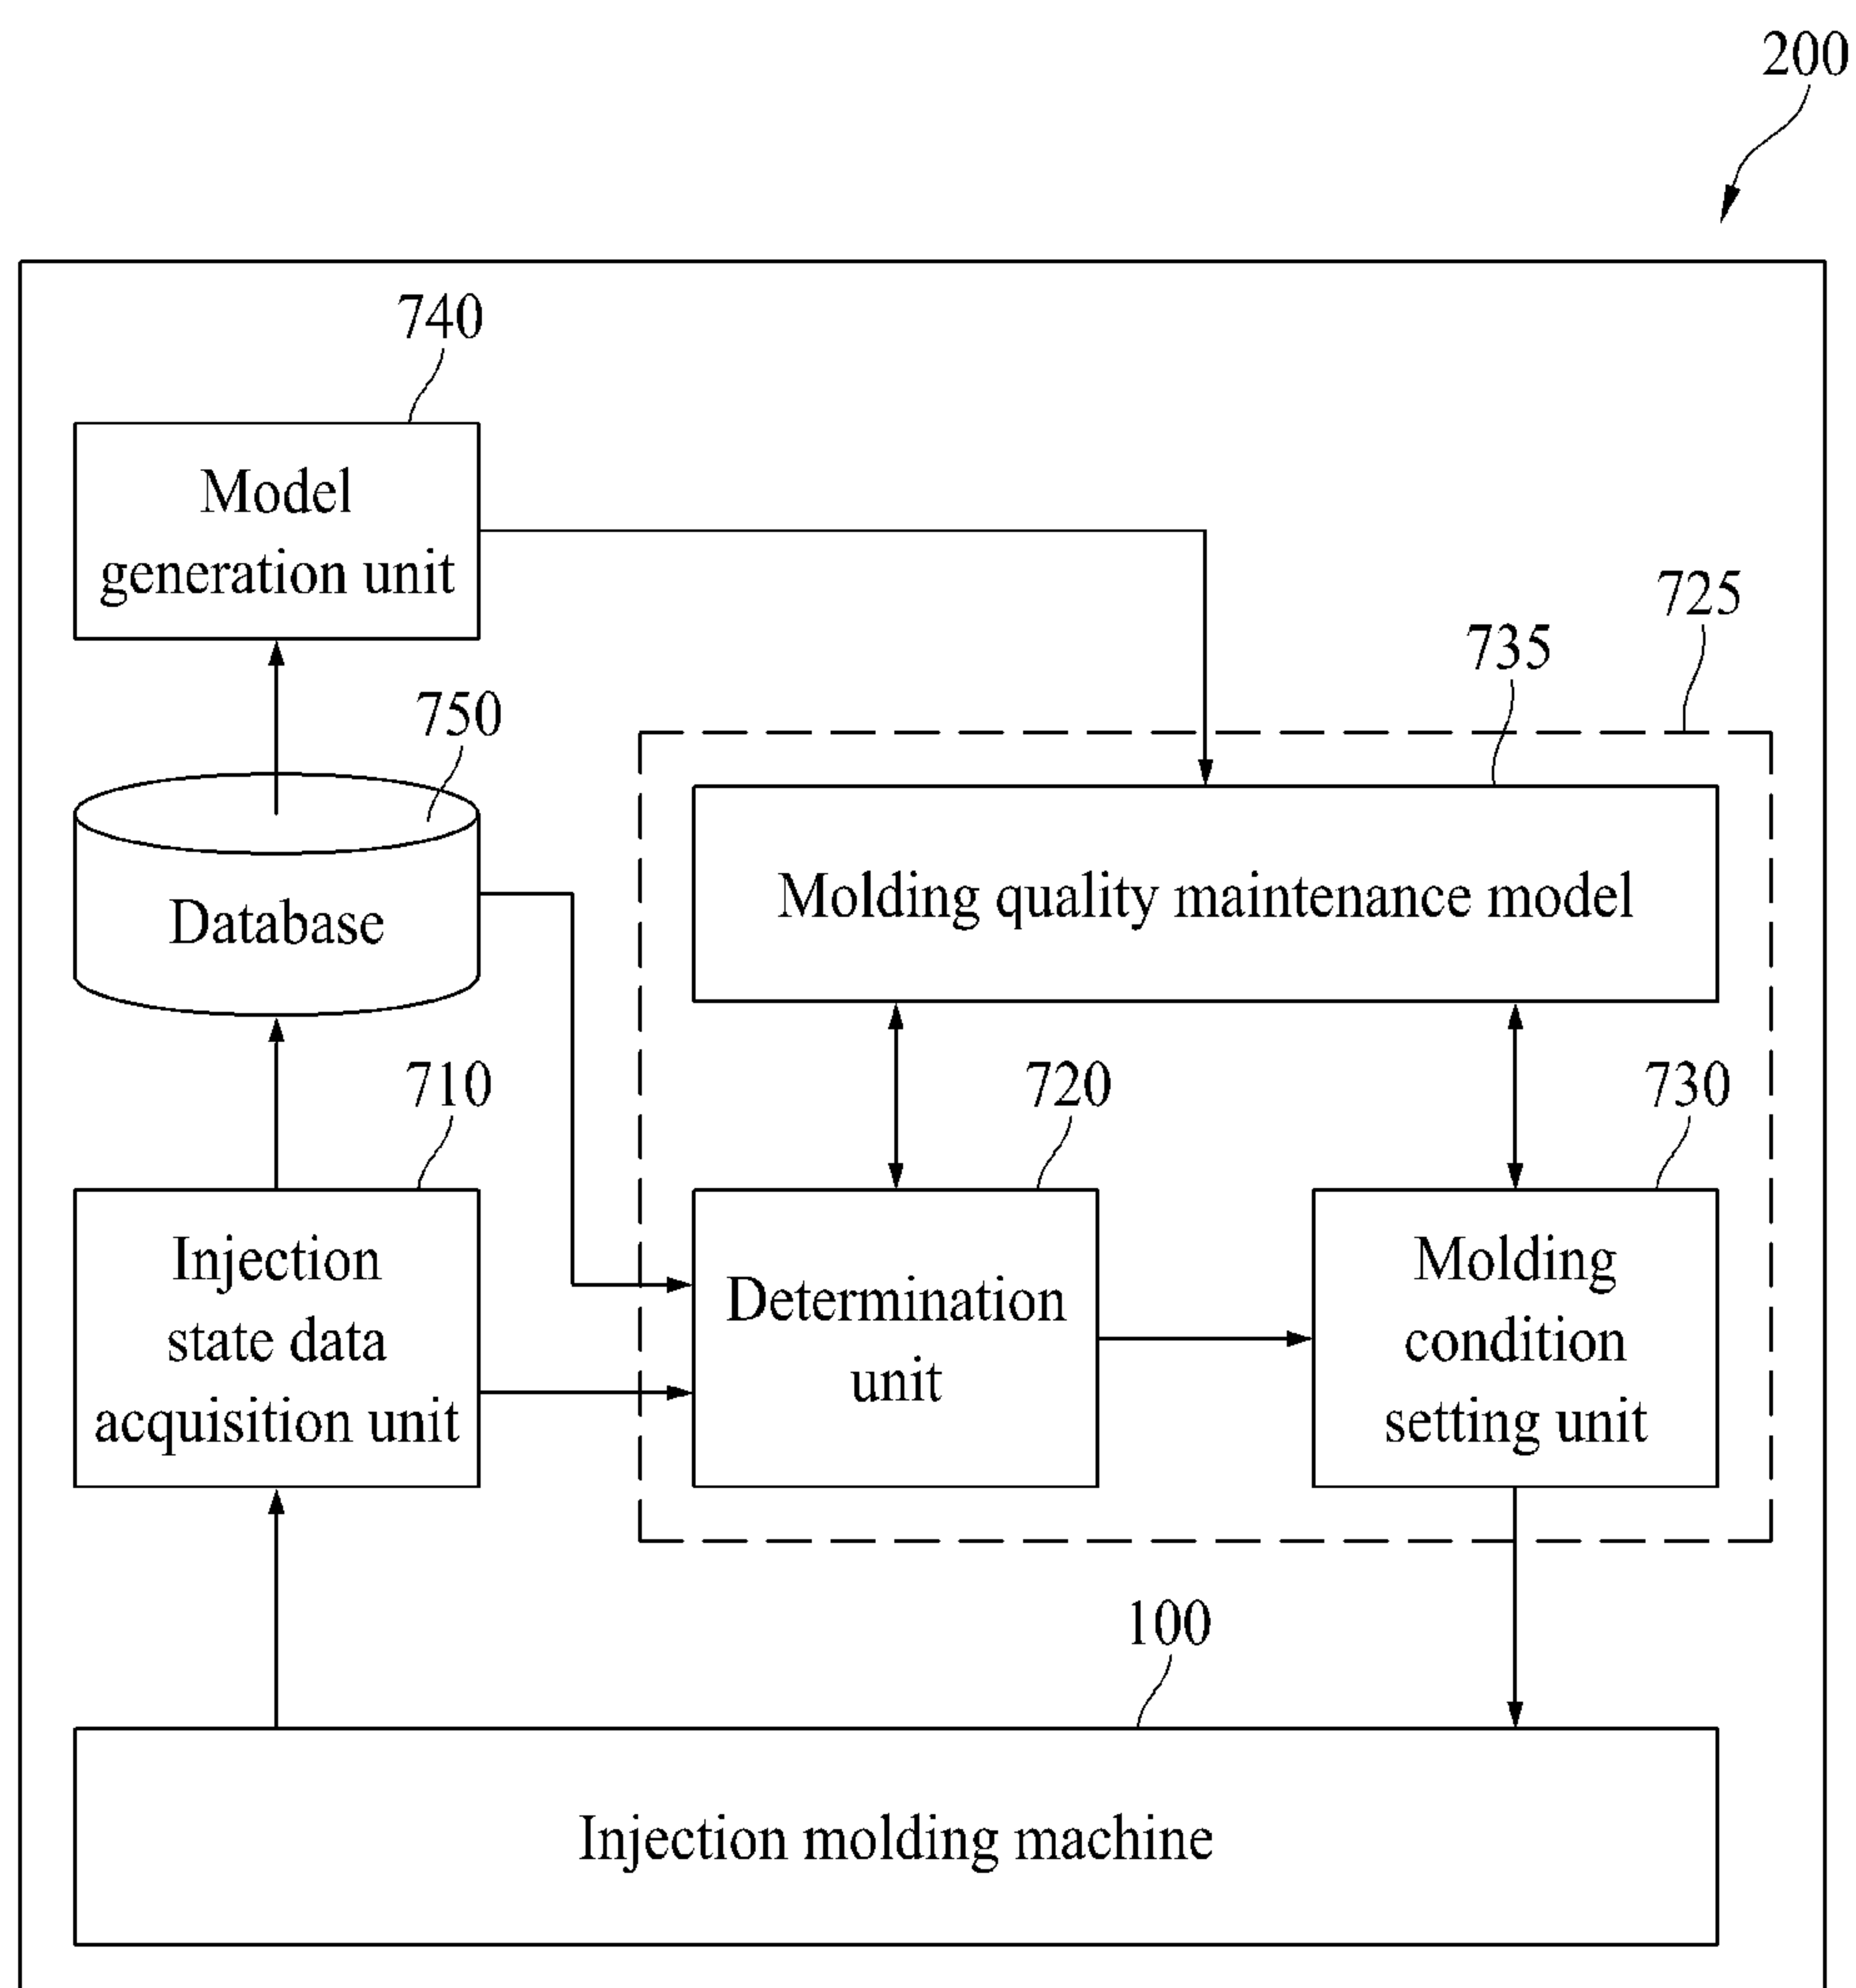 200
740
Model
generation unit
725
735
750
Molding quality maintenance model
Database
710
720
730
Injection
state data
acquisition unit
Determination
unit
Molding
condition
setting unit
100
Injection molding machine